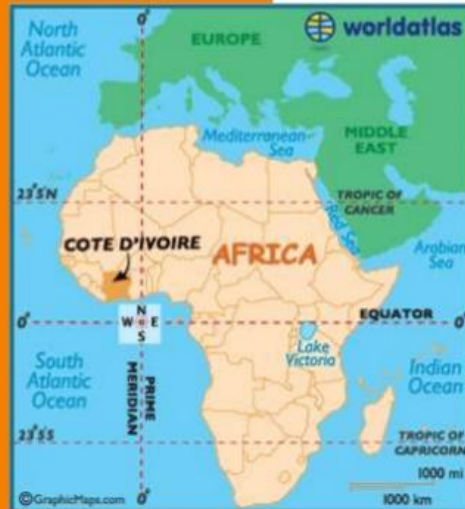 0°
North
Atlantic
Ocean
EUROPE
worldatlas
Mediterranean
Sea
MIDDLE
EAST
23°5'N
TROPIC OF
CANCER
Red Sea
COTE D'IVOIRE
AFRICA
Arabian
Sea
EQUATOR
0°
N
W E
S
0°
Lake
Victoria
South
Atlantic
Ocean
PRIME
MERIDIAN
Indian
Ocean
23°5'S
TROPIC OF
CAPRICORN
1000 mi
1000 km
©GraphicMaps.com
0°